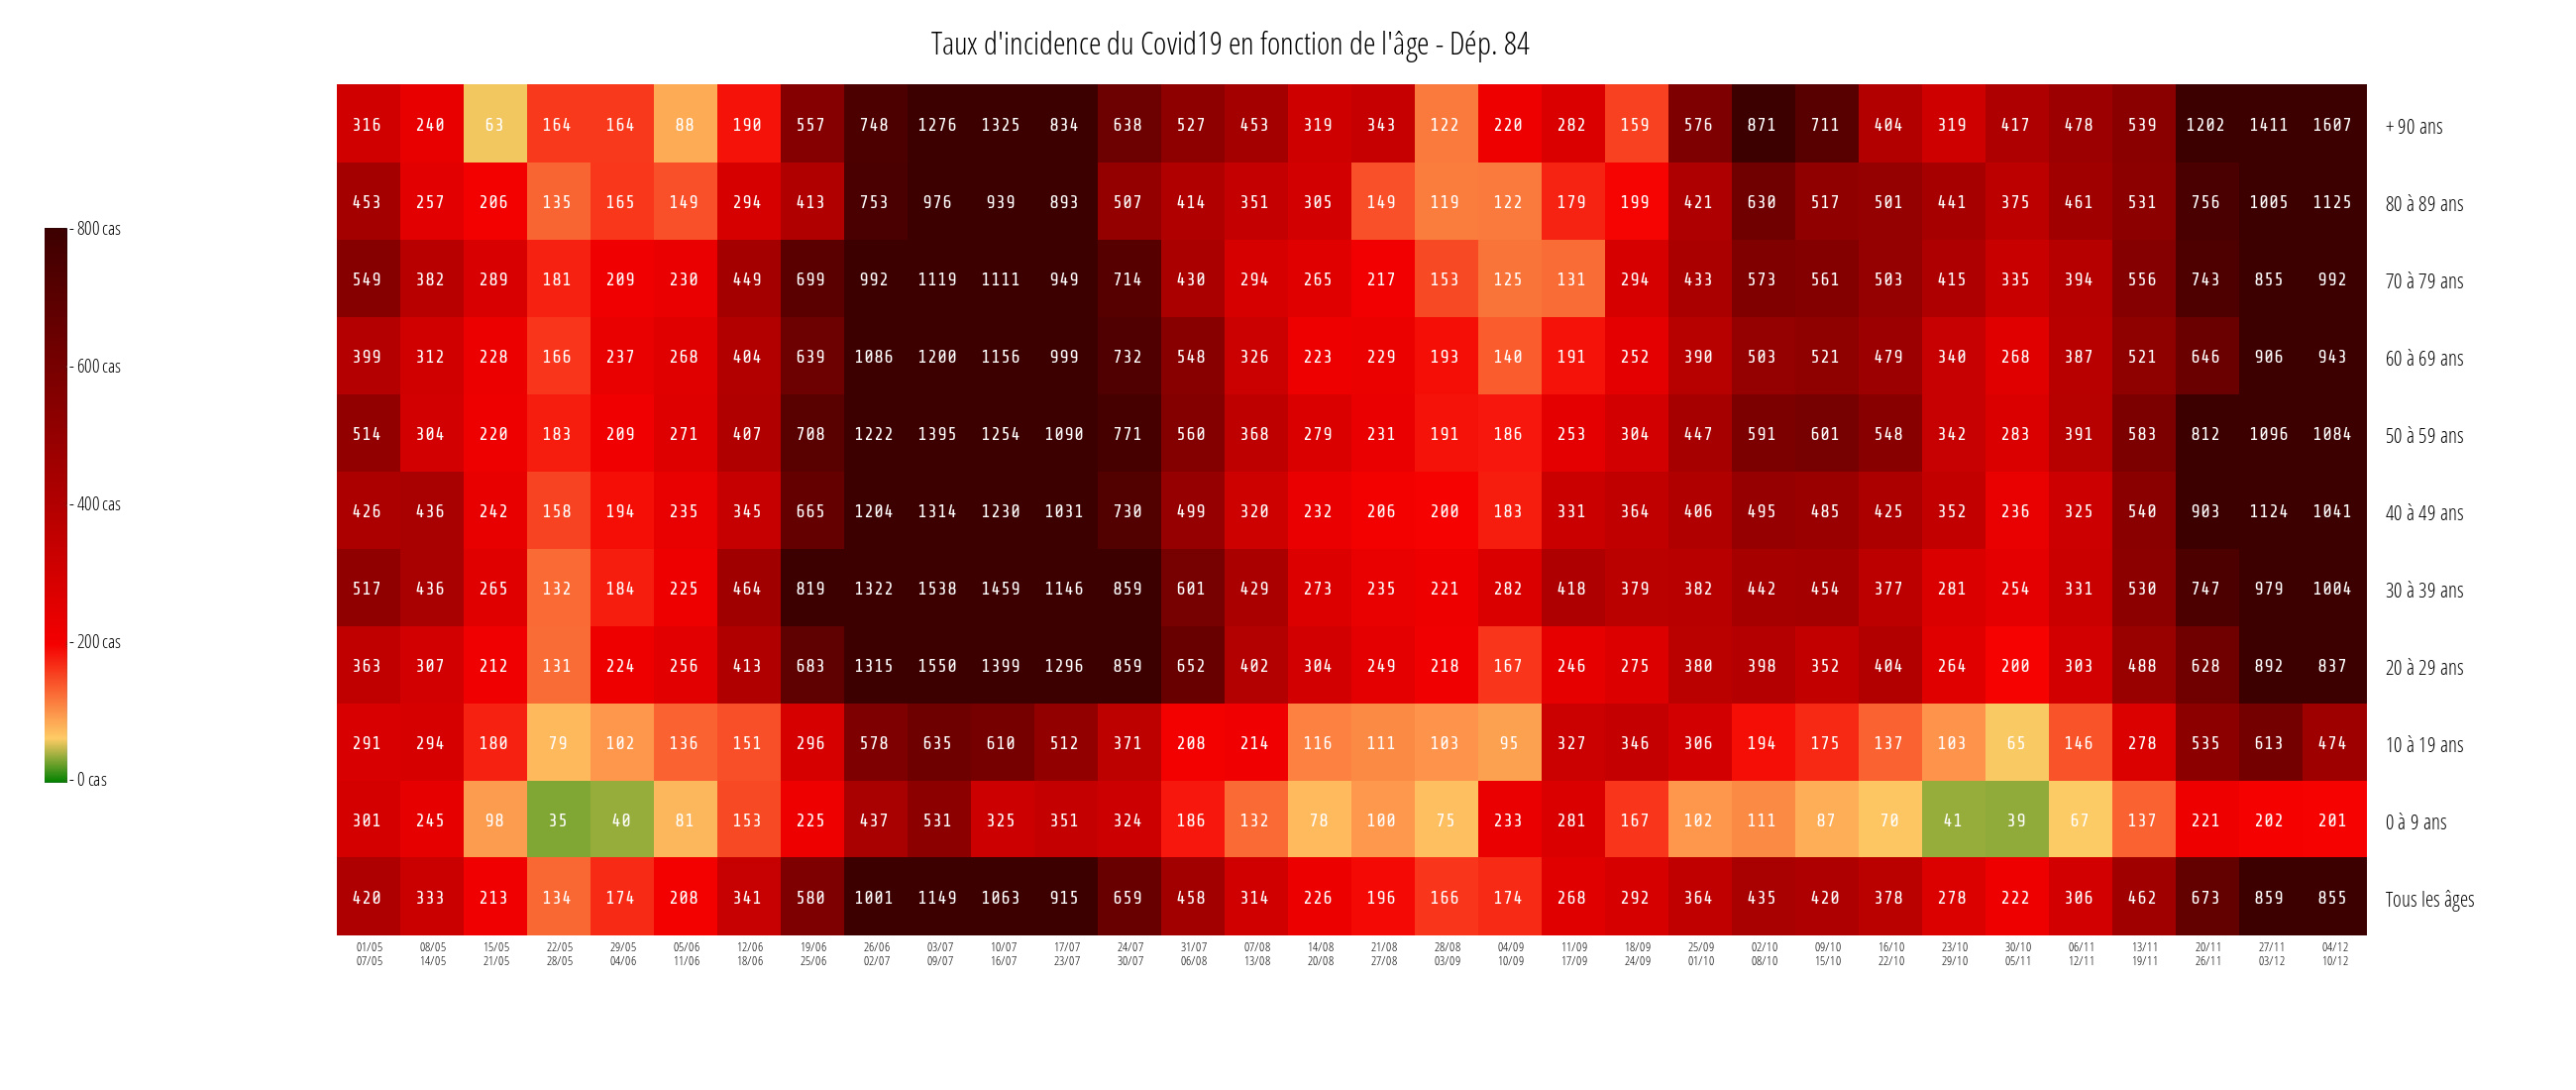 Taux d'incidence du Covid19 en fonction de l'âge - Dép. 84
- 800 cas
- 600 cas
- 400 cas
- 200 cas
- 0 cas
316 240 63 164 164 88 190 557 748 1276 1325 834 638 527 453 319 343 122 220 282 159 576 871 711 404 319 417 478 539 1202 1411 1607 + 90 ans
453 257 206 135 165 149 294 413 753 976 939 893 507 414 351 305 149 119 122 179 199 421 630 517 501 441 375 461 531 756 1005 1125 80 à 89 ans
549 382 289 181 209 230 449 699 992 1119 1111 949 714 430 294 265 217 153 125 131 294 433 573 561 503 415 335 394 556 743 855 992 70 à 79 ans
399 312 228 166 237 268 404 639 1086 1200 1156 999 732 548 326 223 229 193 140 191 252 390 503 521 479 340 268 387 521 646 906 943 60 à 69 ans
514 304 220 183 209 271 407 708 1222 1395 1254 1090 771 560 368 279 231 191 186 253 304 447 591 601 548 342 283 391 583 812 1096 1084 50 à 59 ans
426 436 242 158 194 235 345 665 1204 1314 1230 1031 730 499 320 232 206 200 183 331 364 406 495 485 425 352 236 325 540 903 1124 1041 40 à 49 ans
517 436 265 132 184 225 464 819 1322 1538 1459 1146 859 601 429 273 235 221 282 418 379 382 442 454 377 281 254 331 530 747 979 1004 30 à 39 ans
363 307 212 131 224 256 413 683 1315 1550 1399 1296 859 652 402 304 249 218 167 246 275 380 398 352 404 264 200 303 488 628 892 837 20 à 29 ans
291 294 180 79 102 136 151 296 578 635 610 512 371 208 214 116 111 103 95 327 346 306 194 175 137 103 65 146 278 535 613 474 10 à 19 ans
301 245 98 35 40 81 153 225 437 531 325 351 324 186 132 78 100 75 233 281 167 102 111 87 70 41 39 67 137 221 202 201 0 à 9 ans
420 333 213 134 174 208 341 580 1001 1149 1063 915 659 458 314 226 196 166 174 268 292 364 435 420 378 278 222 306 462 673 859 855 Tous les âges
01/05 08/05 15/05 22/05 29/05 05/06 12/06 19/06 26/06 03/07 10/07 17/07 24/07 31/07 07/08 14/08 21/08 28/08 04/09 11/09 18/09 25/09 02/10 09/10 16/10 23/10 30/10 06/11 13/11 20/11 27/11 04/12
07/05 14/05 21/05 28/05 04/06 11/06 18/06 25/06 02/07 09/07 16/07 23/07 30/07 06/08 13/08 20/08 27/08 03/09 10/09 17/09 24/09 01/10 08/10 15/10 22/10 29/10 05/11 12/11 19/11 26/11 03/12 10/12